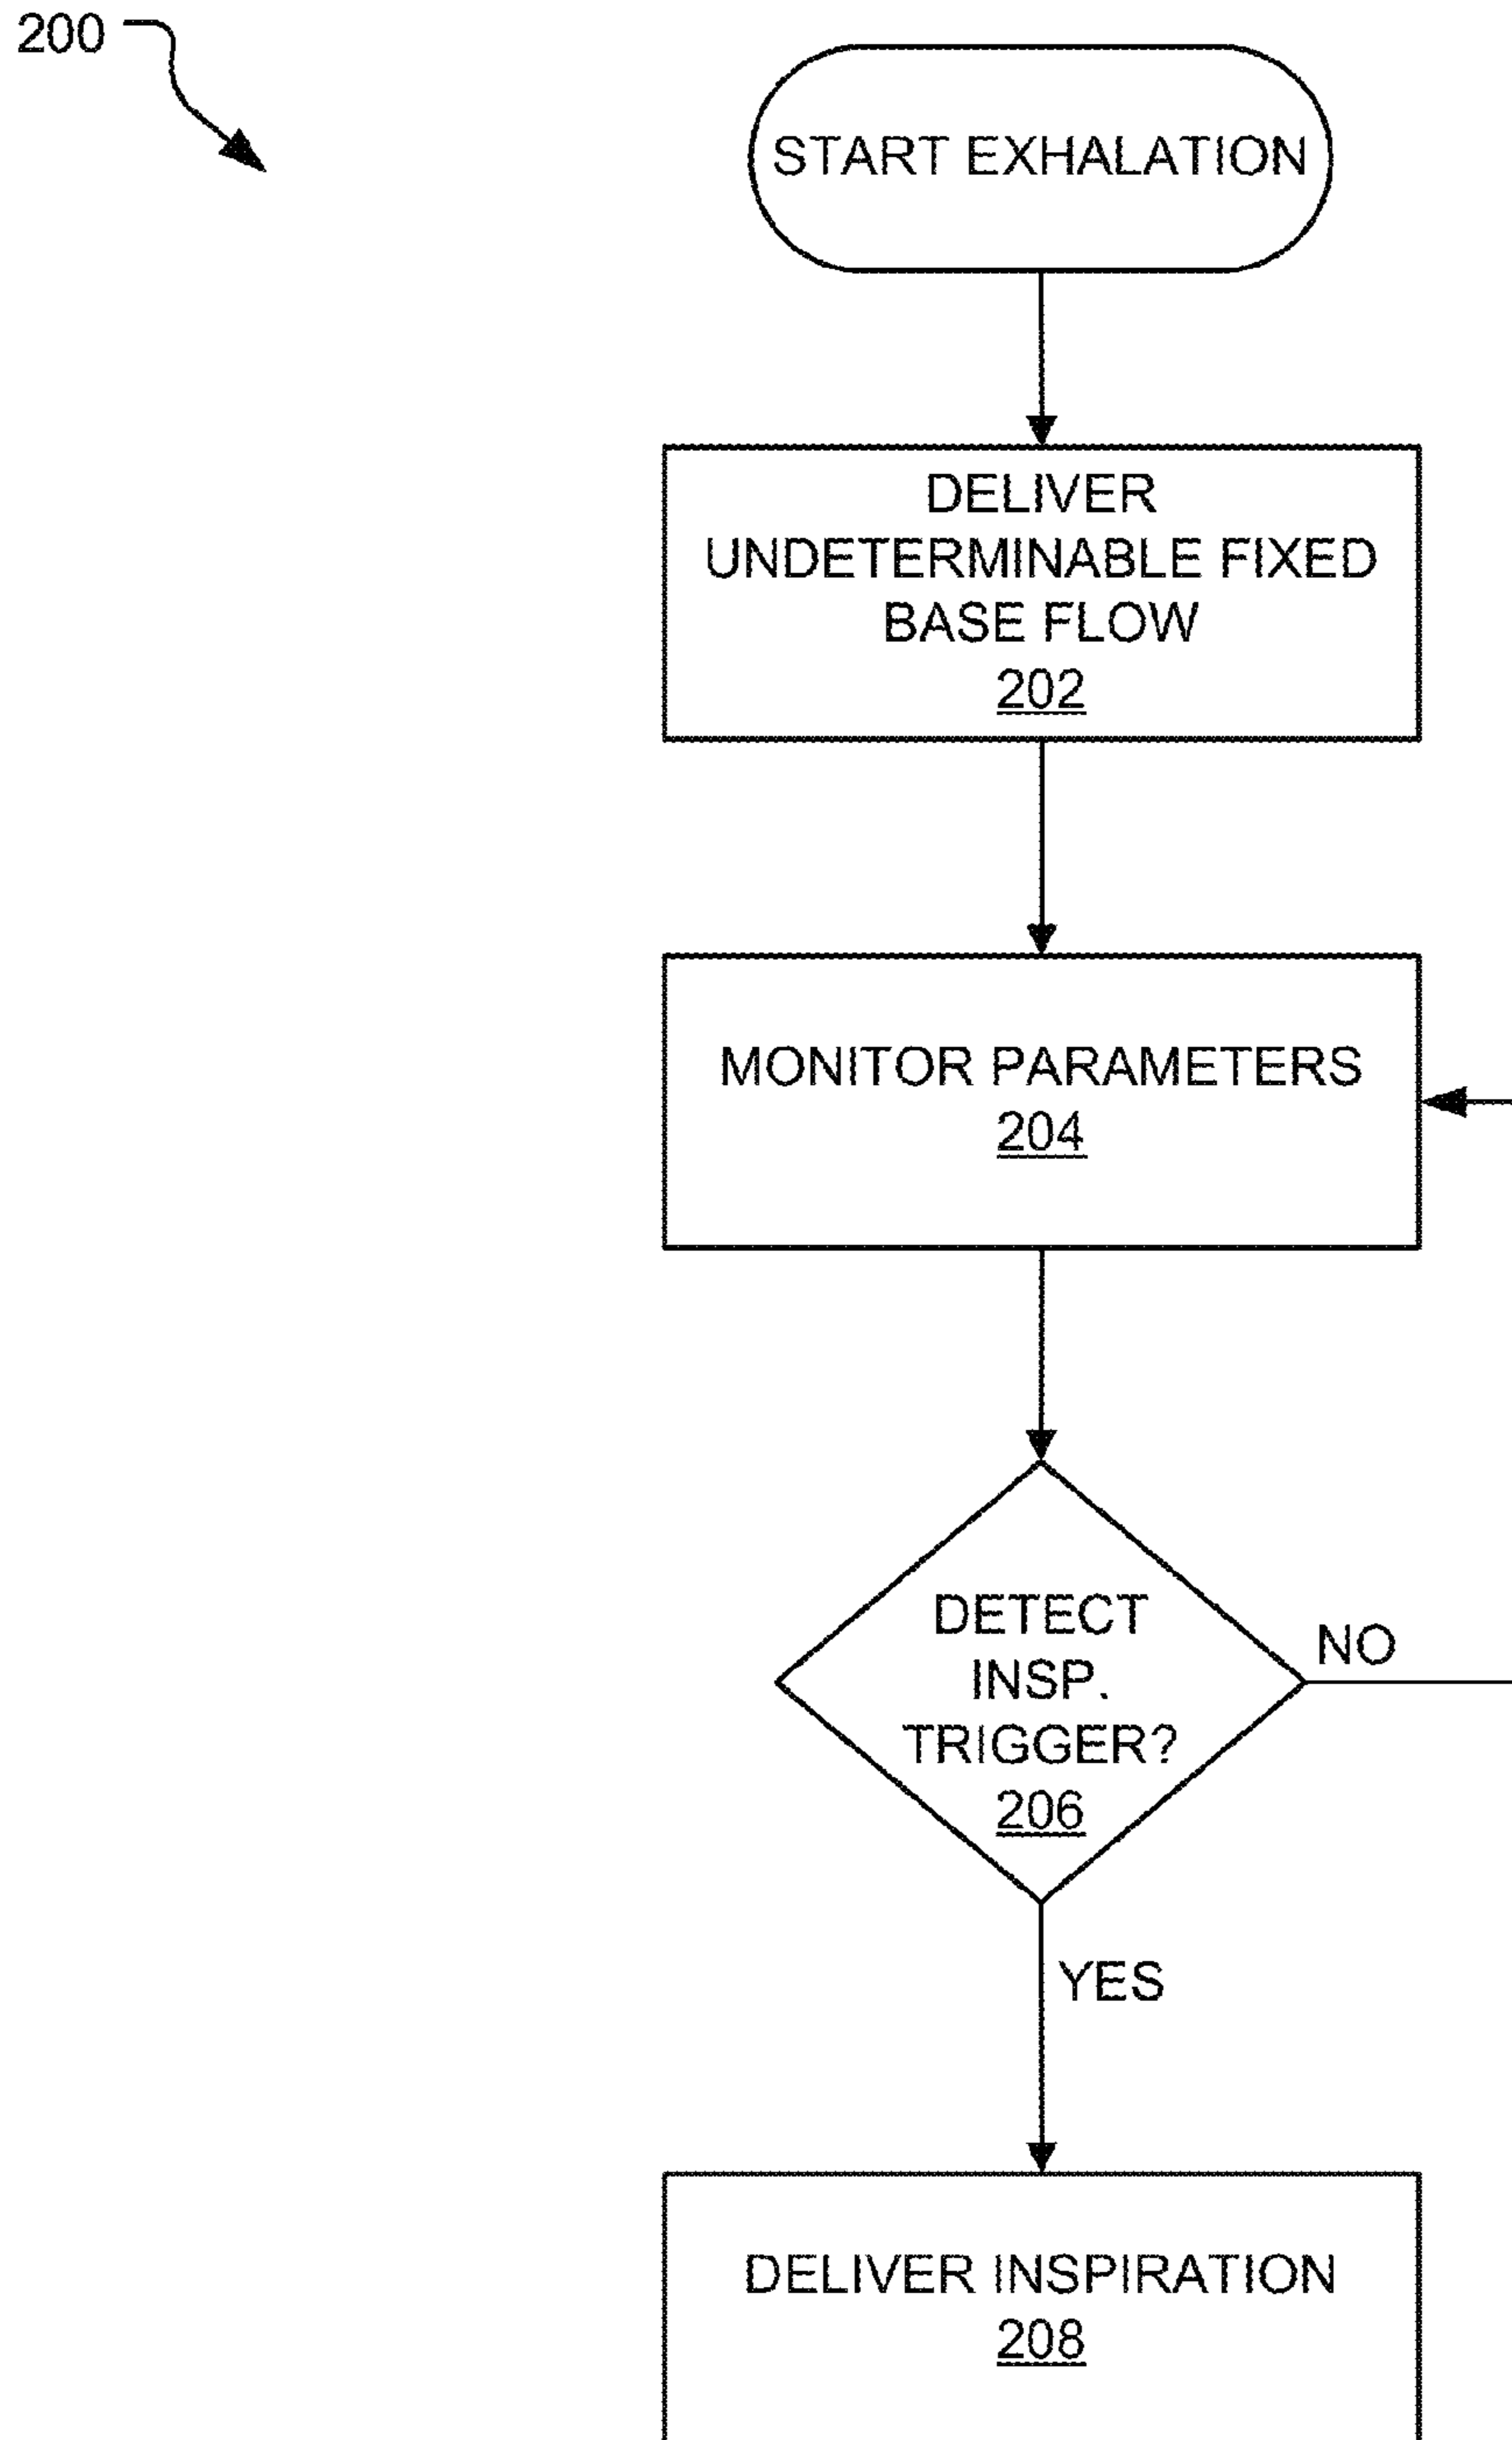 200
START EXHALATION
DELIVER
UNDETERMINABLE FIXED
BASE FLOW
202
MONITOR PARAMETERS
204
DETECT
INSP.
TRIGGER?
206
NO
YES
DELIVER INSPIRATION
208